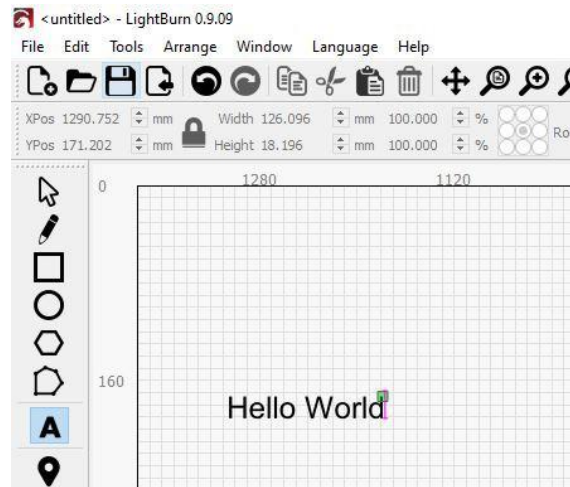 <untitled> - LightBurn 0.9.09
File Edit Tools Arrange Window Language Help
XPos 1290.752 mm Width 126.096 mm 100.000 %
YPos 171.202 mm Height 18.196 mm 100.000 % Ro
0 1280 1120
160
Hello World
A